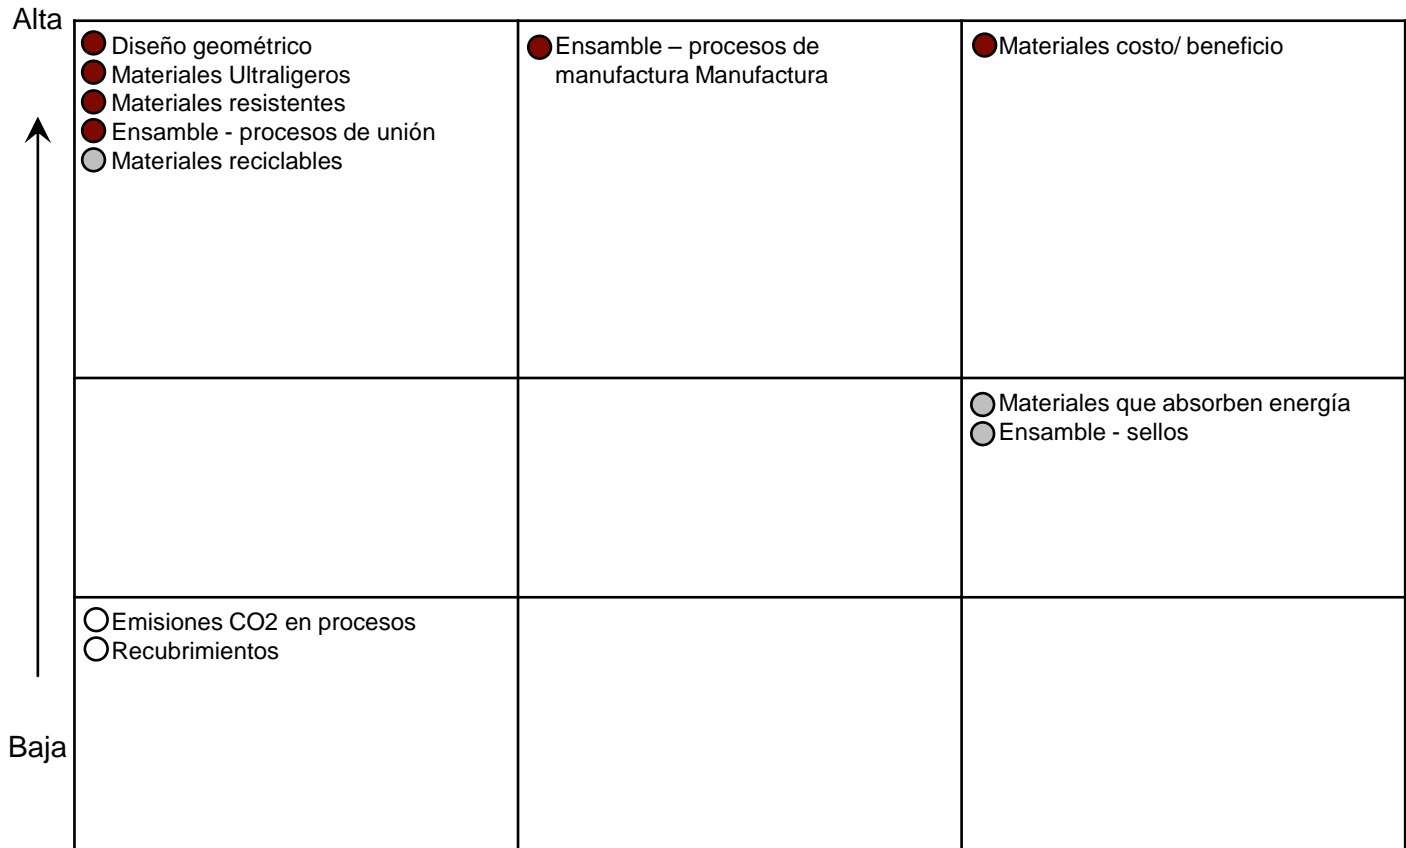 Alta
Diseño geométrico
Materiales Ultraligeros
Materiales resistentes
Ensamble - procesos de unión
Materiales reciclables
Ensamble – procesos de
manufactura Manufactura
Materiales costo/ beneficio
Materiales que absorben energía
Ensamble - sellos
Emisiones CO2 en procesos
Recubrimientos
Baja